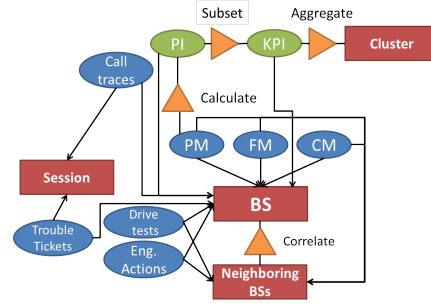 Subset
Aggregate
PI
KPI
Cluster
Call
traces
Calculate
PM
FM
CM
Session
BS
Drive
tests
Trouble
Tickets
Correlate
Eng.
Actions
Neighboring
BSs